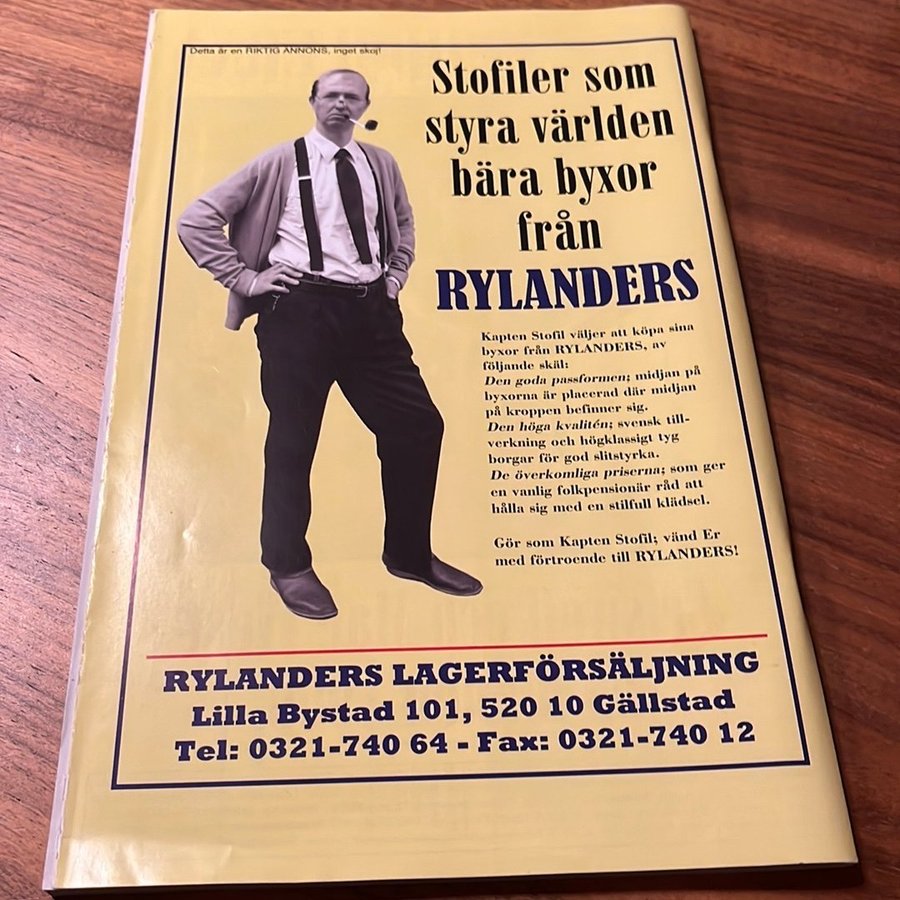 Detta är en RIKTIG ANNONS, inget skoj!
Stofiler som
styra världen
bära byxor
från
RYLANDERS
Kapten Stofil väljer att köpa sina
byxor från RYLANDERS, av
följande skäl:
Den goda passformen; midjan på
byxorna är placerad där midjan
på kroppen befinner sig.
Den höga kvalitén; svensk till-
verkning och högklassigt tyg
borgar för god slitstyrka.
De överkomliga priserna; som ger
en vanlig folkpensionär råd att
hålla sig med en stilfull klädsel.
Gör som Kapten Stofil; vänd Er
med förtroende till RYLANDERS!
RYLANDERS LAGERFÖRSÄLJNING
Lilla Bystad 101, 520 10 Gällstad
Tel: 0321-740 64 - Fax: 0321-740 12